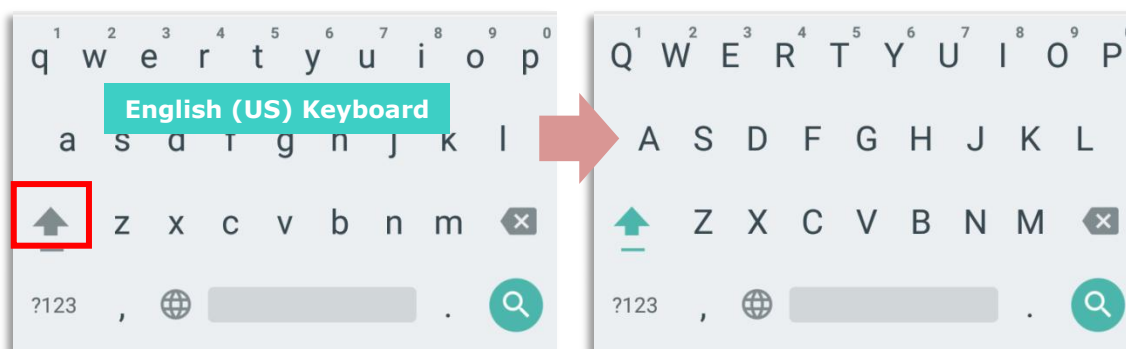 1 2 3 4 5 6 7 8 9 0
q w e r t y u i o p
English (US) Keyboard
a s d f g h j k l
z x c v b n m
?123 , .
1 2 3 4 5 6 7 8 9
Q W E R T Y U I O P
A S D F G H J K L
Z X C V B N M
?123 , .